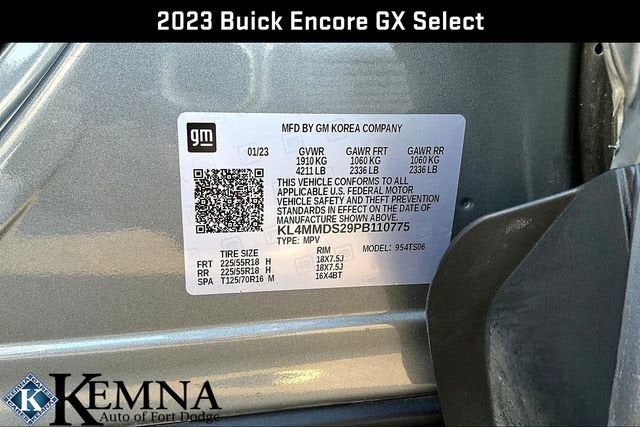 2023 Buick Encore GX Select
gm
MFD BY GM KOREA COMPANY
01/23 GVWR GAWR FRT GAWR RR
1910 KG 1060 KG 1060 KG
4211 LB 2336 LB 2336 LB
THIS VEHICLE CONFORMS TO ALL
APPLICABLE U.S. FEDERAL MOTOR
VEHICLE SAFETY AND THEFT PREVENTION
STANDARDS IN EFFECT ON THE DATE OF
MANUFACTURE SHOWN ABOVE.
KL4MMDS29PB110775
TYPE: MPV MODEL: 954TS06
TIRE SIZE RIM
FRT 225/55R18 H 18X7.5J
RR 225/55R18 H 18X7.5J
SPA T125/70R16 M 16X4BT
KEMNA
Auto of Fort Dodge